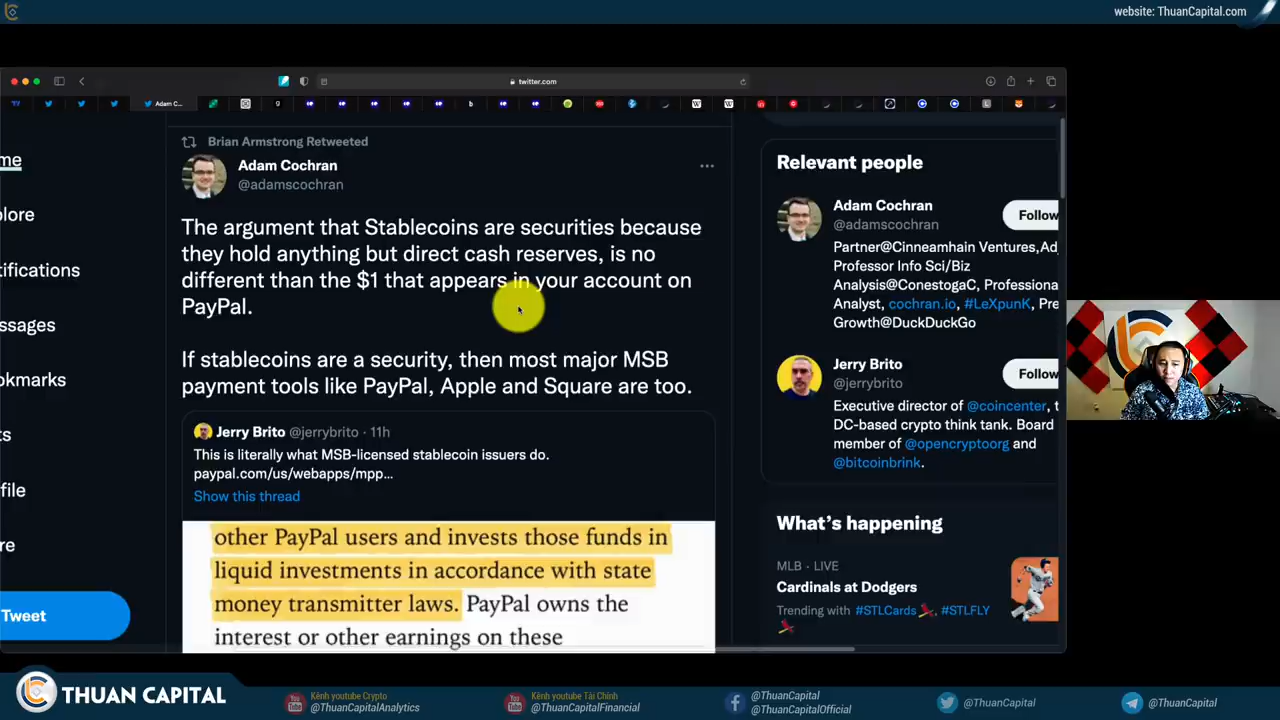 website: ThuanCapital.com
twitter.com
Adam C...
Brian Armstrong Retweeted
Adam Cochran
@adamscochran
The argument that Stablecoins are securities because
they hold anything but direct cash reserves, is no
different than the $1 that appears in your account on
PayPal.
If stablecoins are a security, then most major MSB
payment tools like PayPal, Apple and Square are too.
Jerry Brito @jerrybrito · 11h
This is literally what MSB-licensed stablecoin issuers do.
paypal.com/us/webapps/mpp...
Show this thread
other PayPal users and invests those funds in
liquid investments in accordance with state
money transmitter laws. PayPal owns the
interest or other earnings on these
me
plore
tifications
ssages
okmarks
ts
file
re
Tweet
Relevant people
Adam Cochran
@adamscochran
Follow
Partner@Cinneamhain Ventures,Ad
Professor Info Sci/Biz
Analysis@ConestogaC, Professiona
Analyst, cochran.io, #LeXpunK, Pre
Growth@DuckDuckGo
Jerry Brito
@jerrybrito
Follow
Executive director of @coincenter, t
DC-based crypto think tank. Board
member of @opencryptoorg and
@bitcoinbrink.
What's happening
MLB · LIVE
Cardinals at Dodgers
Trending with #STLCards #STLFLY
THUAN CAPITAL
Kênh youtube Crypto
@ThuanCapitalAnalytics
Kênh youtube Tài Chính
@ThuanCapitalFinancial
@ThuanCapital
@ThuanCapitalOfficial
@ThuanCapital
@ThuanCapital